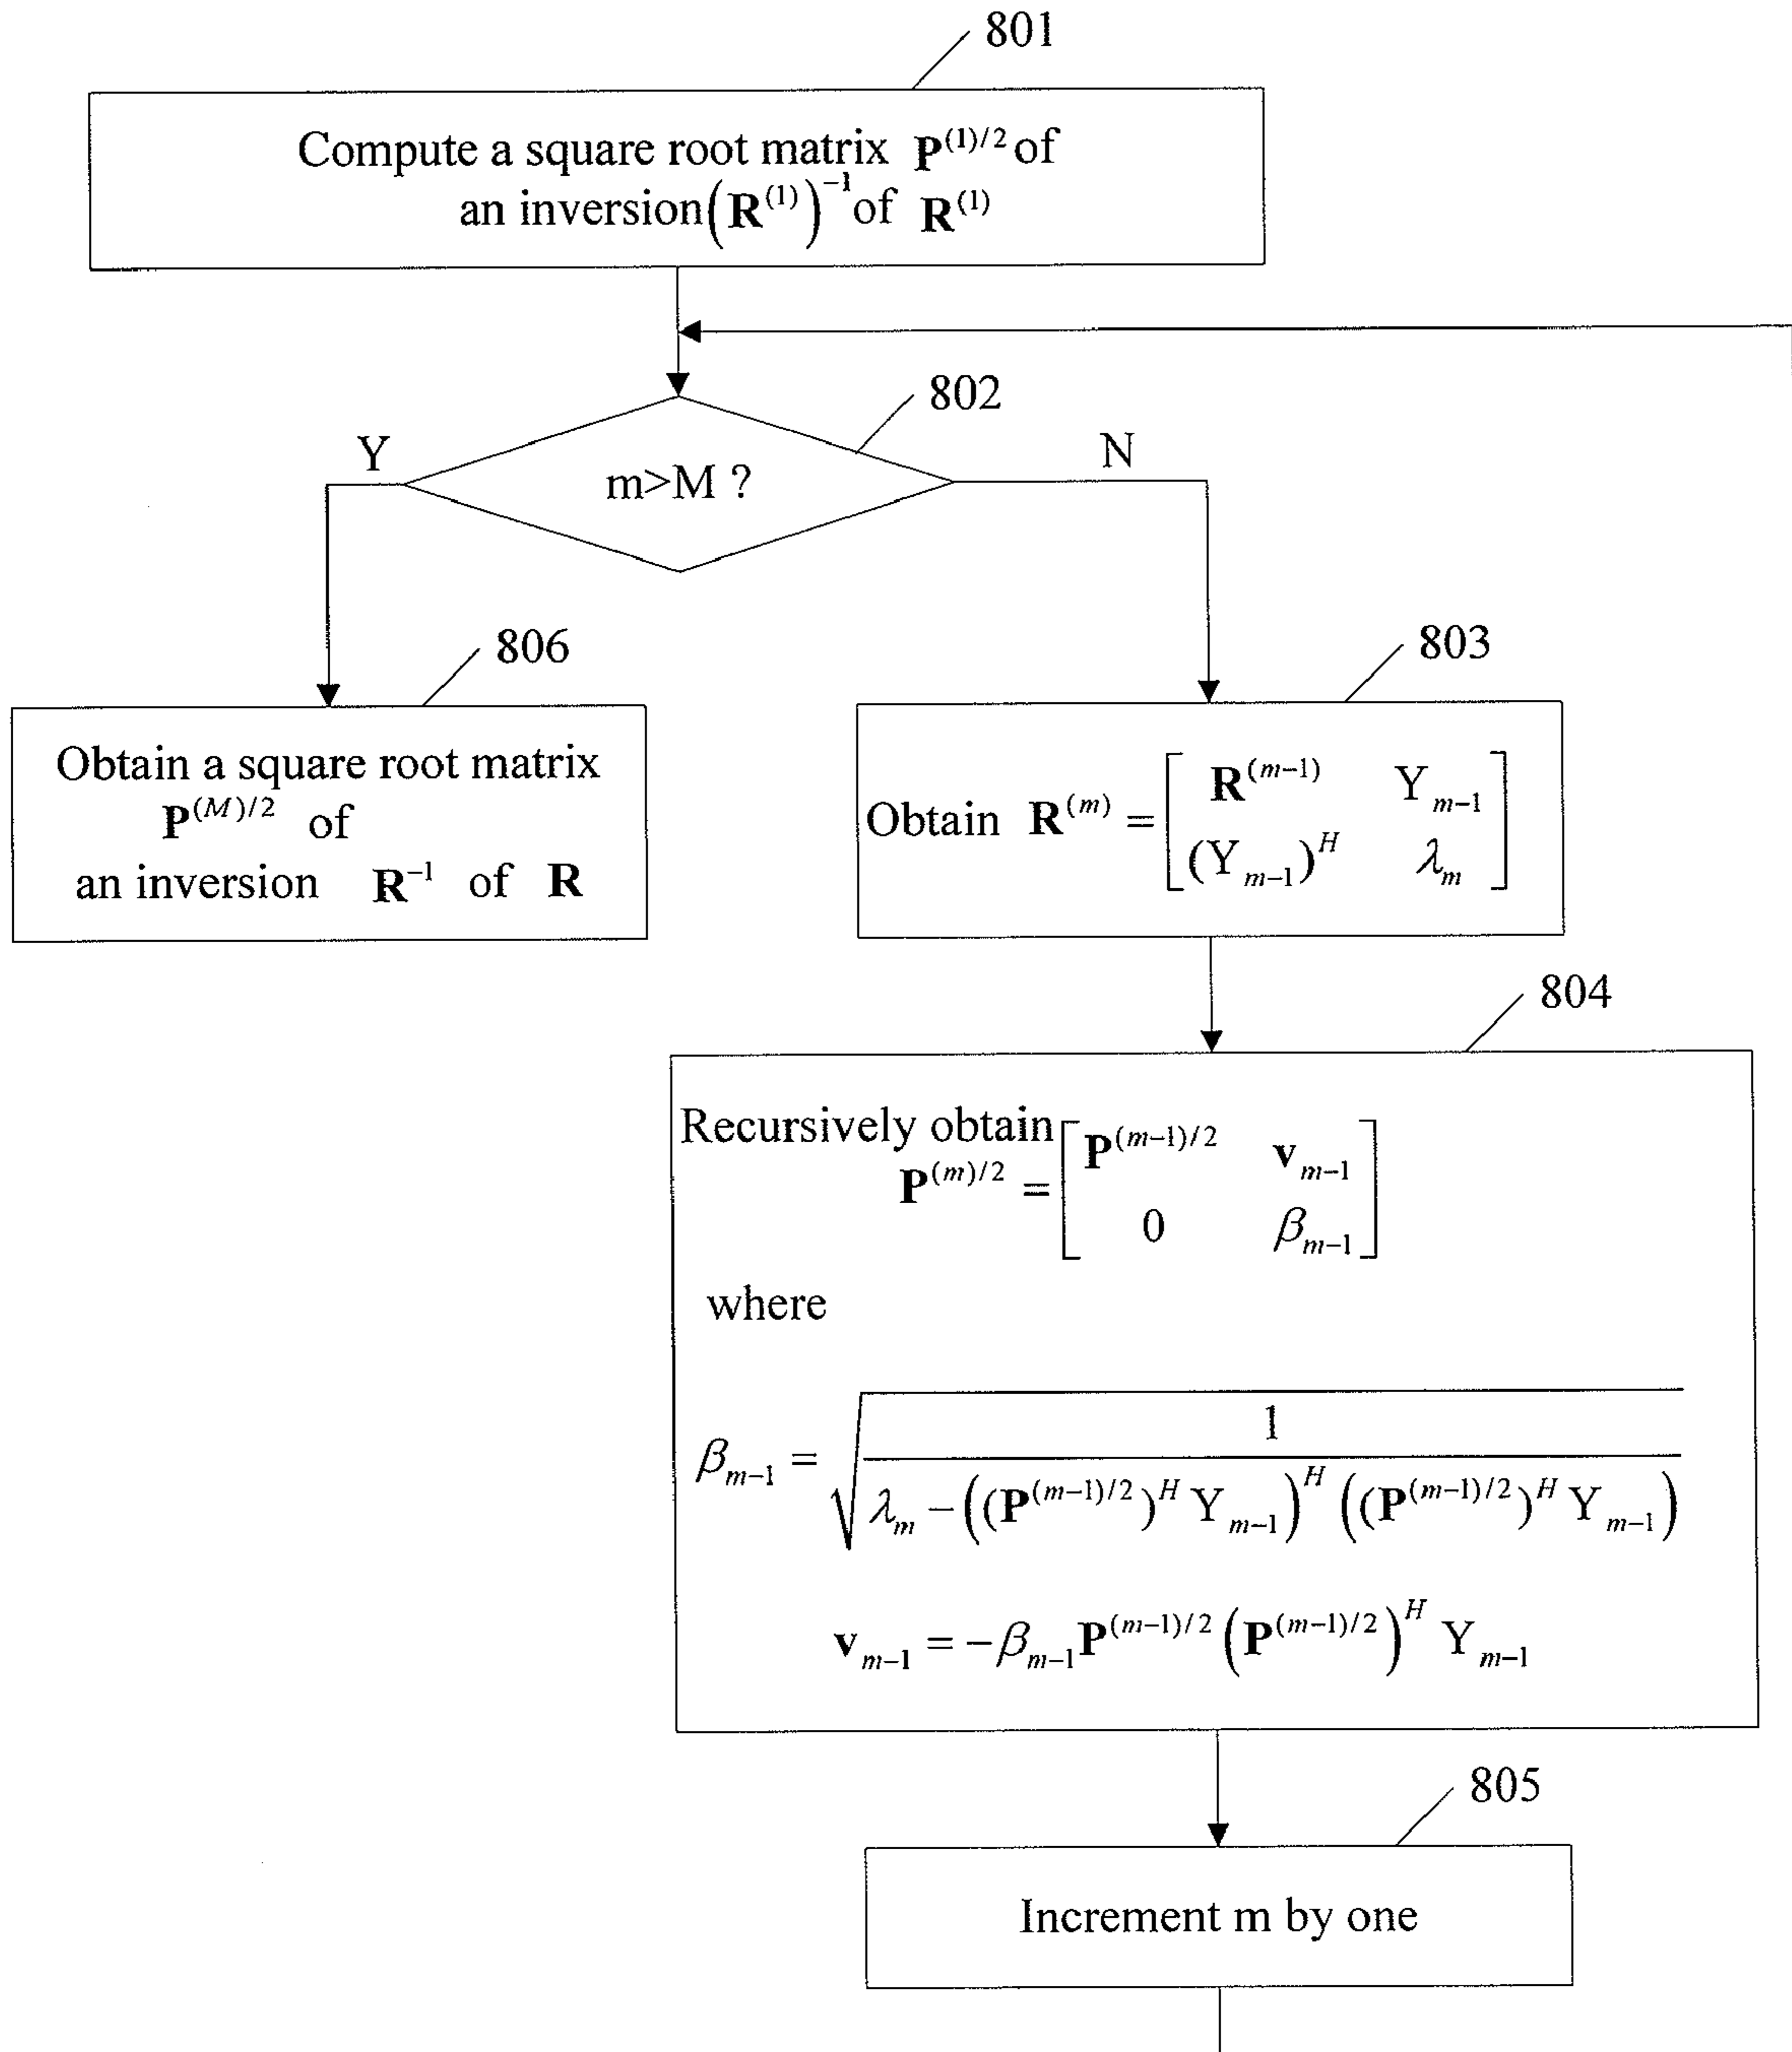 801
Compute a square root matrix P^{(1)/2} of
an inversion (R^{(1)})^{-1} of R^{(1)}
802
Y
m>M ?
N
806
Obtain a square root matrix
P^{(M)/2} of
an inversion R^{-1} of R
803
Obtain R^{(m)} = [ R^{(m-1)} Y_{m-1}
(Y_{m-1})^H λ_m ]
804
Recursively obtain
P^{(m)/2} = [ P^{(m-1)/2} v_{m-1}
0 β_{m-1} ]
where
β_{m-1} = √(1 / (λ_m − ((P^{(m-1)/2})^H Y_{m-1})^H ((P^{(m-1)/2})^H Y_{m-1})))
v_{m-1} = −β_{m-1} P^{(m-1)/2} (P^{(m-1)/2})^H Y_{m-1}
805
Increment m by one